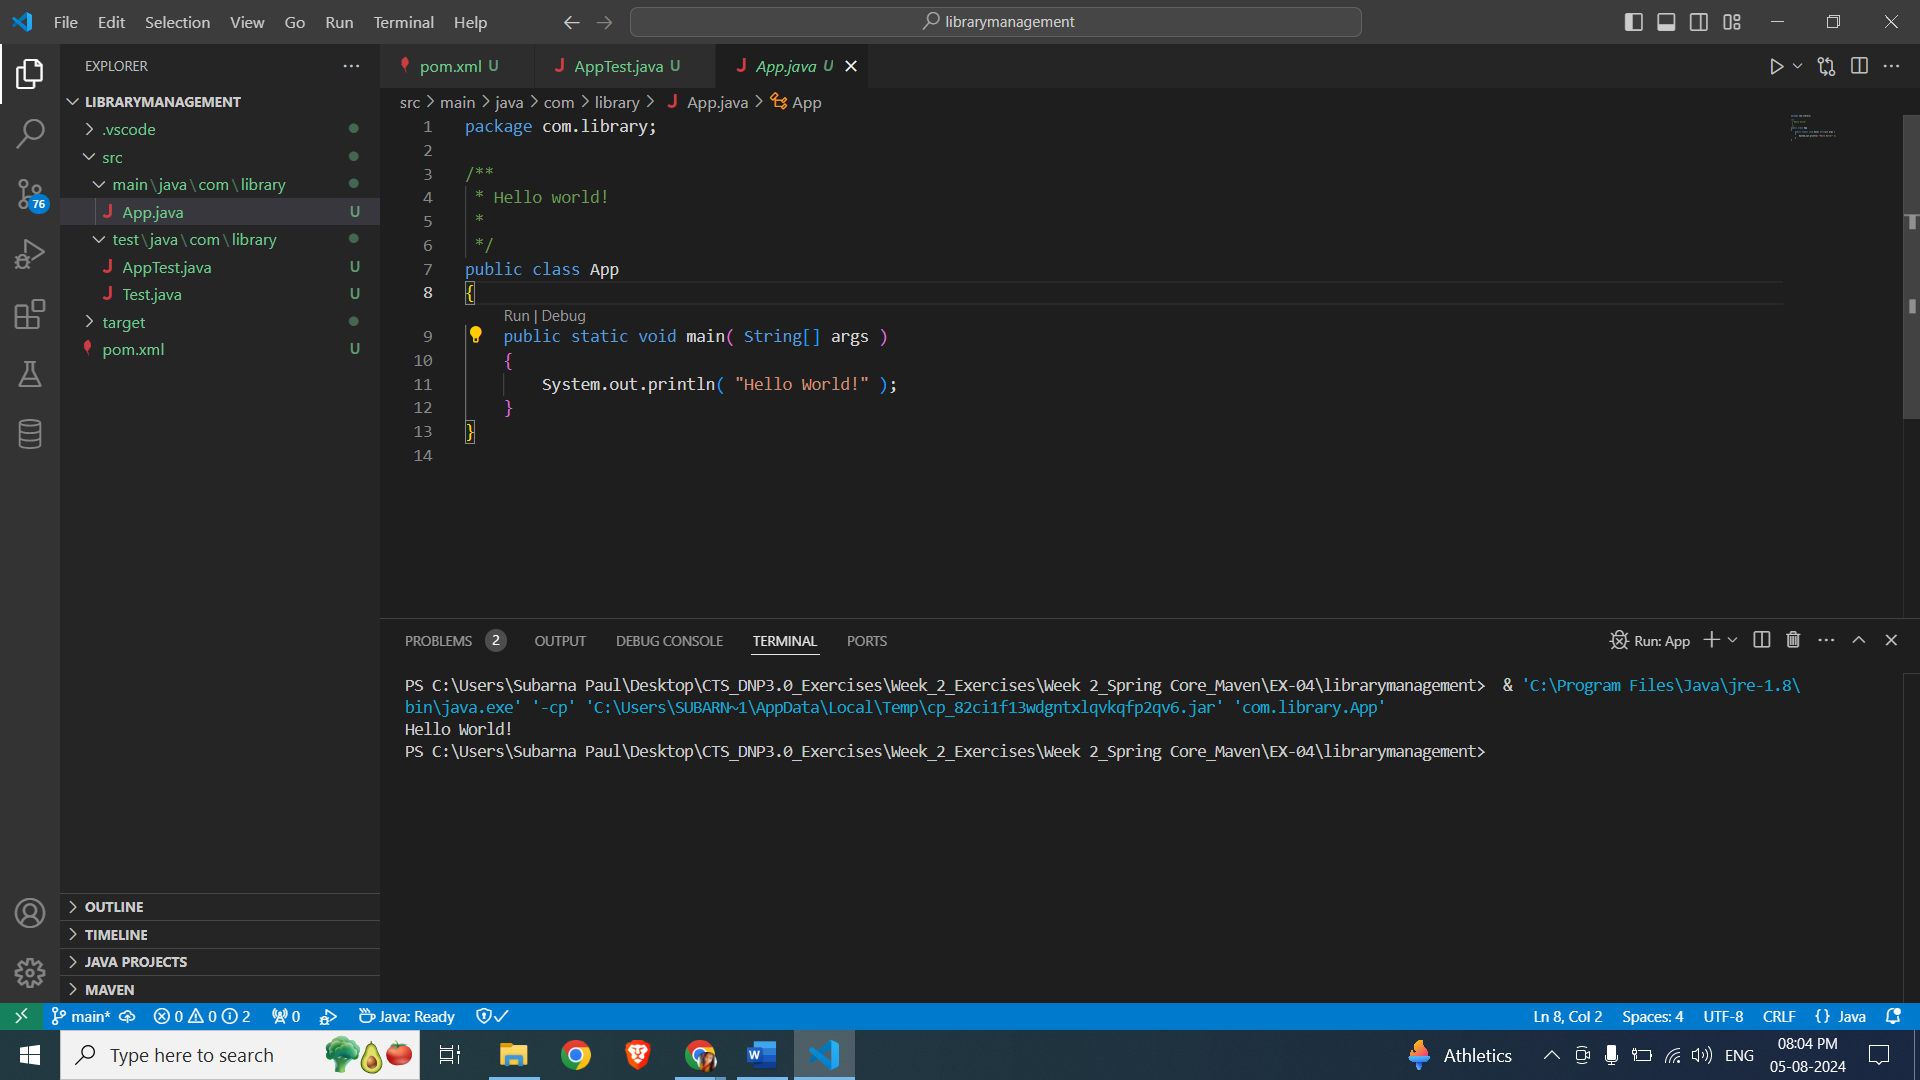 File Edit Selection View Go Run Terminal Help
librarymanagement
EXPLORER
LIBRARYMANAGEMENT
.vscode
src
main\java\com\library
App.java U
test\java\com\library
AppTest.java U
Test.java U
target
pom.xml U
76
OUTLINE
TIMELINE
JAVA PROJECTS
MAVEN
pom.xml U AppTest.java U App.java U
src > main > java > com > library > App.java > App
1 package com.library;
2
3 /**
4 * Hello world!
5 *
6 */
7 public class App
8 {
Run | Debug
9 public static void main( String[] args )
10 {
11 System.out.println( "Hello World!" );
12 }
13 }
14
PROBLEMS 2 OUTPUT DEBUG CONSOLE TERMINAL PORTS
Run: App
PS C:\Users\Subarna Paul\Desktop\CTS_DNP3.0_Exercises\Week_2_Exercises\Week 2_Spring Core_Maven\EX-04\librarymanagement> & 'C:\Program Files\Java\jre-1.8\
bin\java.exe' '-cp' 'C:\Users\SUBARN~1\AppData\Local\Temp\cp_82ci1f13wdgntxlqvkqfp2qv6.jar' 'com.library.App'
Hello World!
PS C:\Users\Subarna Paul\Desktop\CTS_DNP3.0_Exercises\Week_2_Exercises\Week 2_Spring Core_Maven\EX-04\librarymanagement>
main* 0 0 2 0 Java: Ready Ln 8, Col 2 Spaces: 4 UTF-8 CRLF {} Java
Type here to search
Athletics
ENG
08:04 PM
05-08-2024